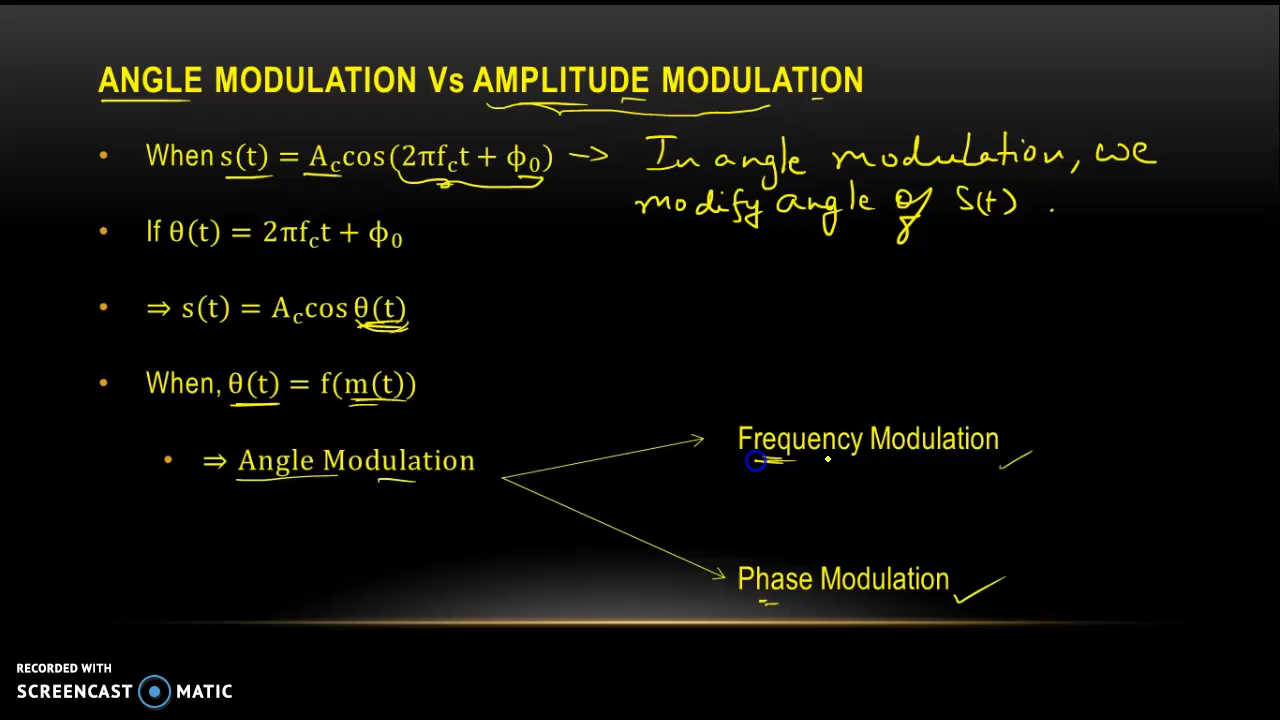 ANGLE MODULATION Vs AMPLITUDE MODULATION
• When s(t) = A_c cos(2πf_c t + ϕ_0) → In angle modulation, we
modify angle of S(t) .
• If θ(t) = 2πf_c t + ϕ_0
• ⇒ s(t) = A_c cos θ(t)
• When, θ(t) = f(m(t))
Frequency Modulation
• ⇒ Angle Modulation
Phase Modulation
RECORDED WITH
SCREENCAST MATIC